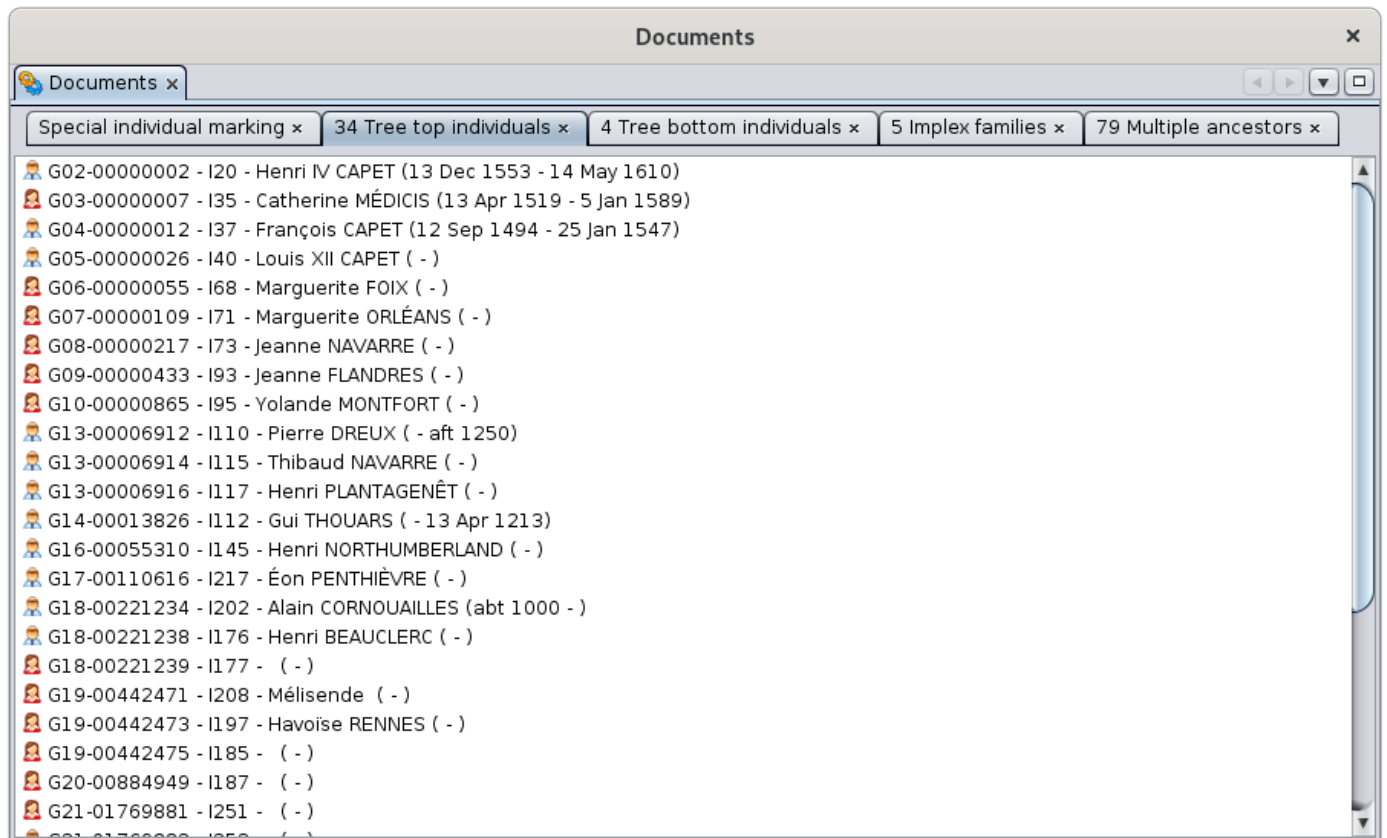 Documents ×
Documents ×
Special individual marking × 34 Tree top individuals × 4 Tree bottom individuals × 5 Implex families × 79 Multiple ancestors ×
G02-00000002 - I20 - Henri IV CAPET (13 Dec 1553 - 14 May 1610)
G03-00000007 - I35 - Catherine MÉDICIS (13 Apr 1519 - 5 Jan 1589)
G04-00000012 - I37 - François CAPET (12 Sep 1494 - 25 Jan 1547)
G05-00000026 - I40 - Louis XII CAPET ( - )
G06-00000055 - I68 - Marguerite FOIX ( - )
G07-00000109 - I71 - Marguerite ORLÉANS ( - )
G08-00000217 - I73 - Jeanne NAVARRE ( - )
G09-00000433 - I93 - Jeanne FLANDRES ( - )
G10-00000865 - I95 - Yolande MONTFORT ( - )
G13-00006912 - I110 - Pierre DREUX ( - aft 1250)
G13-00006914 - I115 - Thibaud NAVARRE ( - )
G13-00006916 - I117 - Henri PLANTAGENÊT ( - )
G14-00013826 - I112 - Gui THOUARS ( - 13 Apr 1213)
G16-00055310 - I145 - Henri NORTHUMBERLAND ( - )
G17-00110616 - I217 - Éon PENTHIÈVRE ( - )
G18-00221234 - I202 - Alain CORNOUAILLES (abt 1000 - )
G18-00221238 - I176 - Henri BEAUCLERC ( - )
G18-00221239 - I177 -  ( - )
G19-00442471 - I208 - Mélisende  ( - )
G19-00442473 - I197 - Havoïse RENNES ( - )
G19-00442475 - I185 -  ( - )
G20-00884949 - I187 -  ( - )
G21-01769881 - I251 -  ( - )